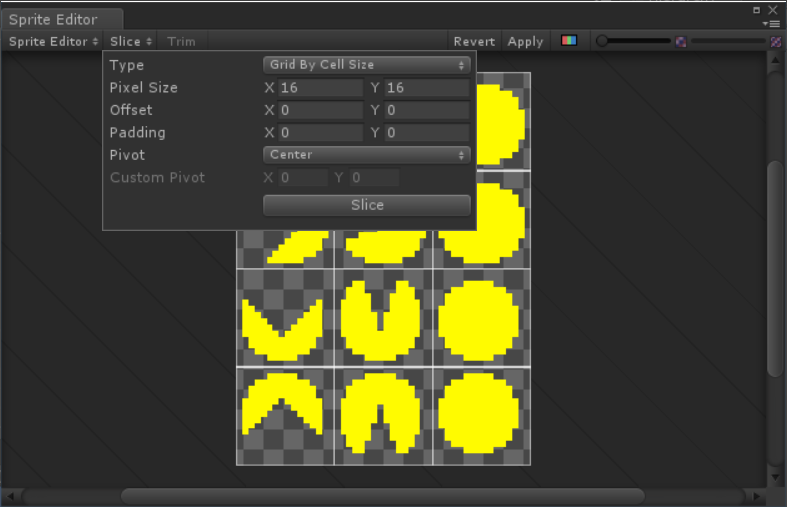 Sprite Editor
Sprite Editor Slice Trim Revert Apply
Type Grid By Cell Size
Pixel Size X 16 Y 16
Offset X 0 Y 0
Padding X 0 Y 0
Pivot Center
Custom Pivot X 0 Y 0
Slice